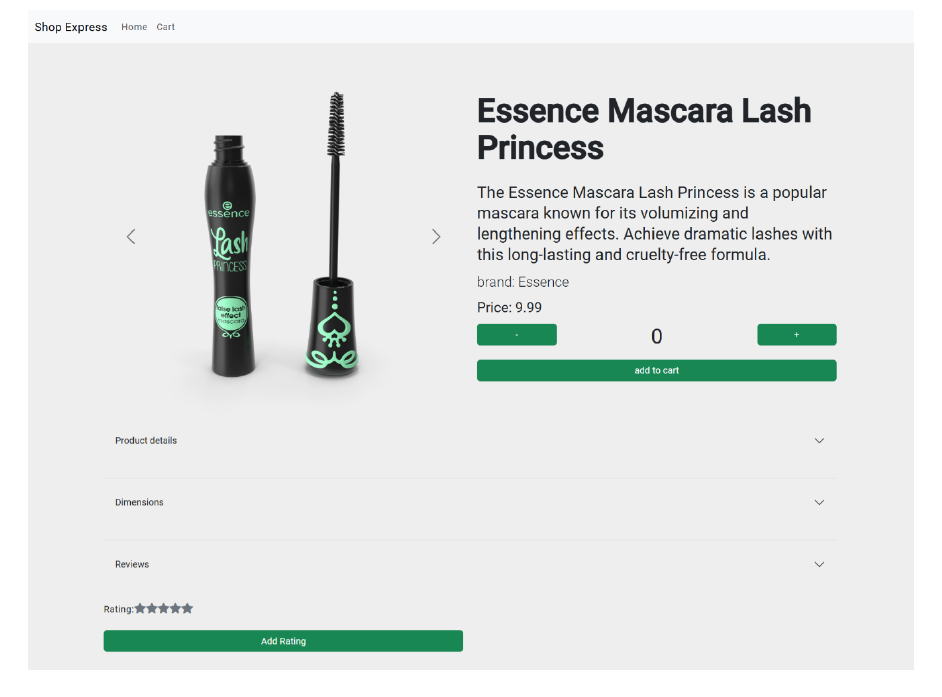 Shop Express Home Cart
Essence Mascara Lash
Princess
The Essence Mascara Lash Princess is a popular
mascara known for its volumizing and
lengthening effects. Achieve dramatic lashes with
this long-lasting and cruelty-free formula.
brand: Essence
Price: 9.99
- 0 +
add to cart
essence
Lash
PRINCESS
false lash
effect
mascara
Product details
Dimensions
Reviews
Rating:
Add Rating